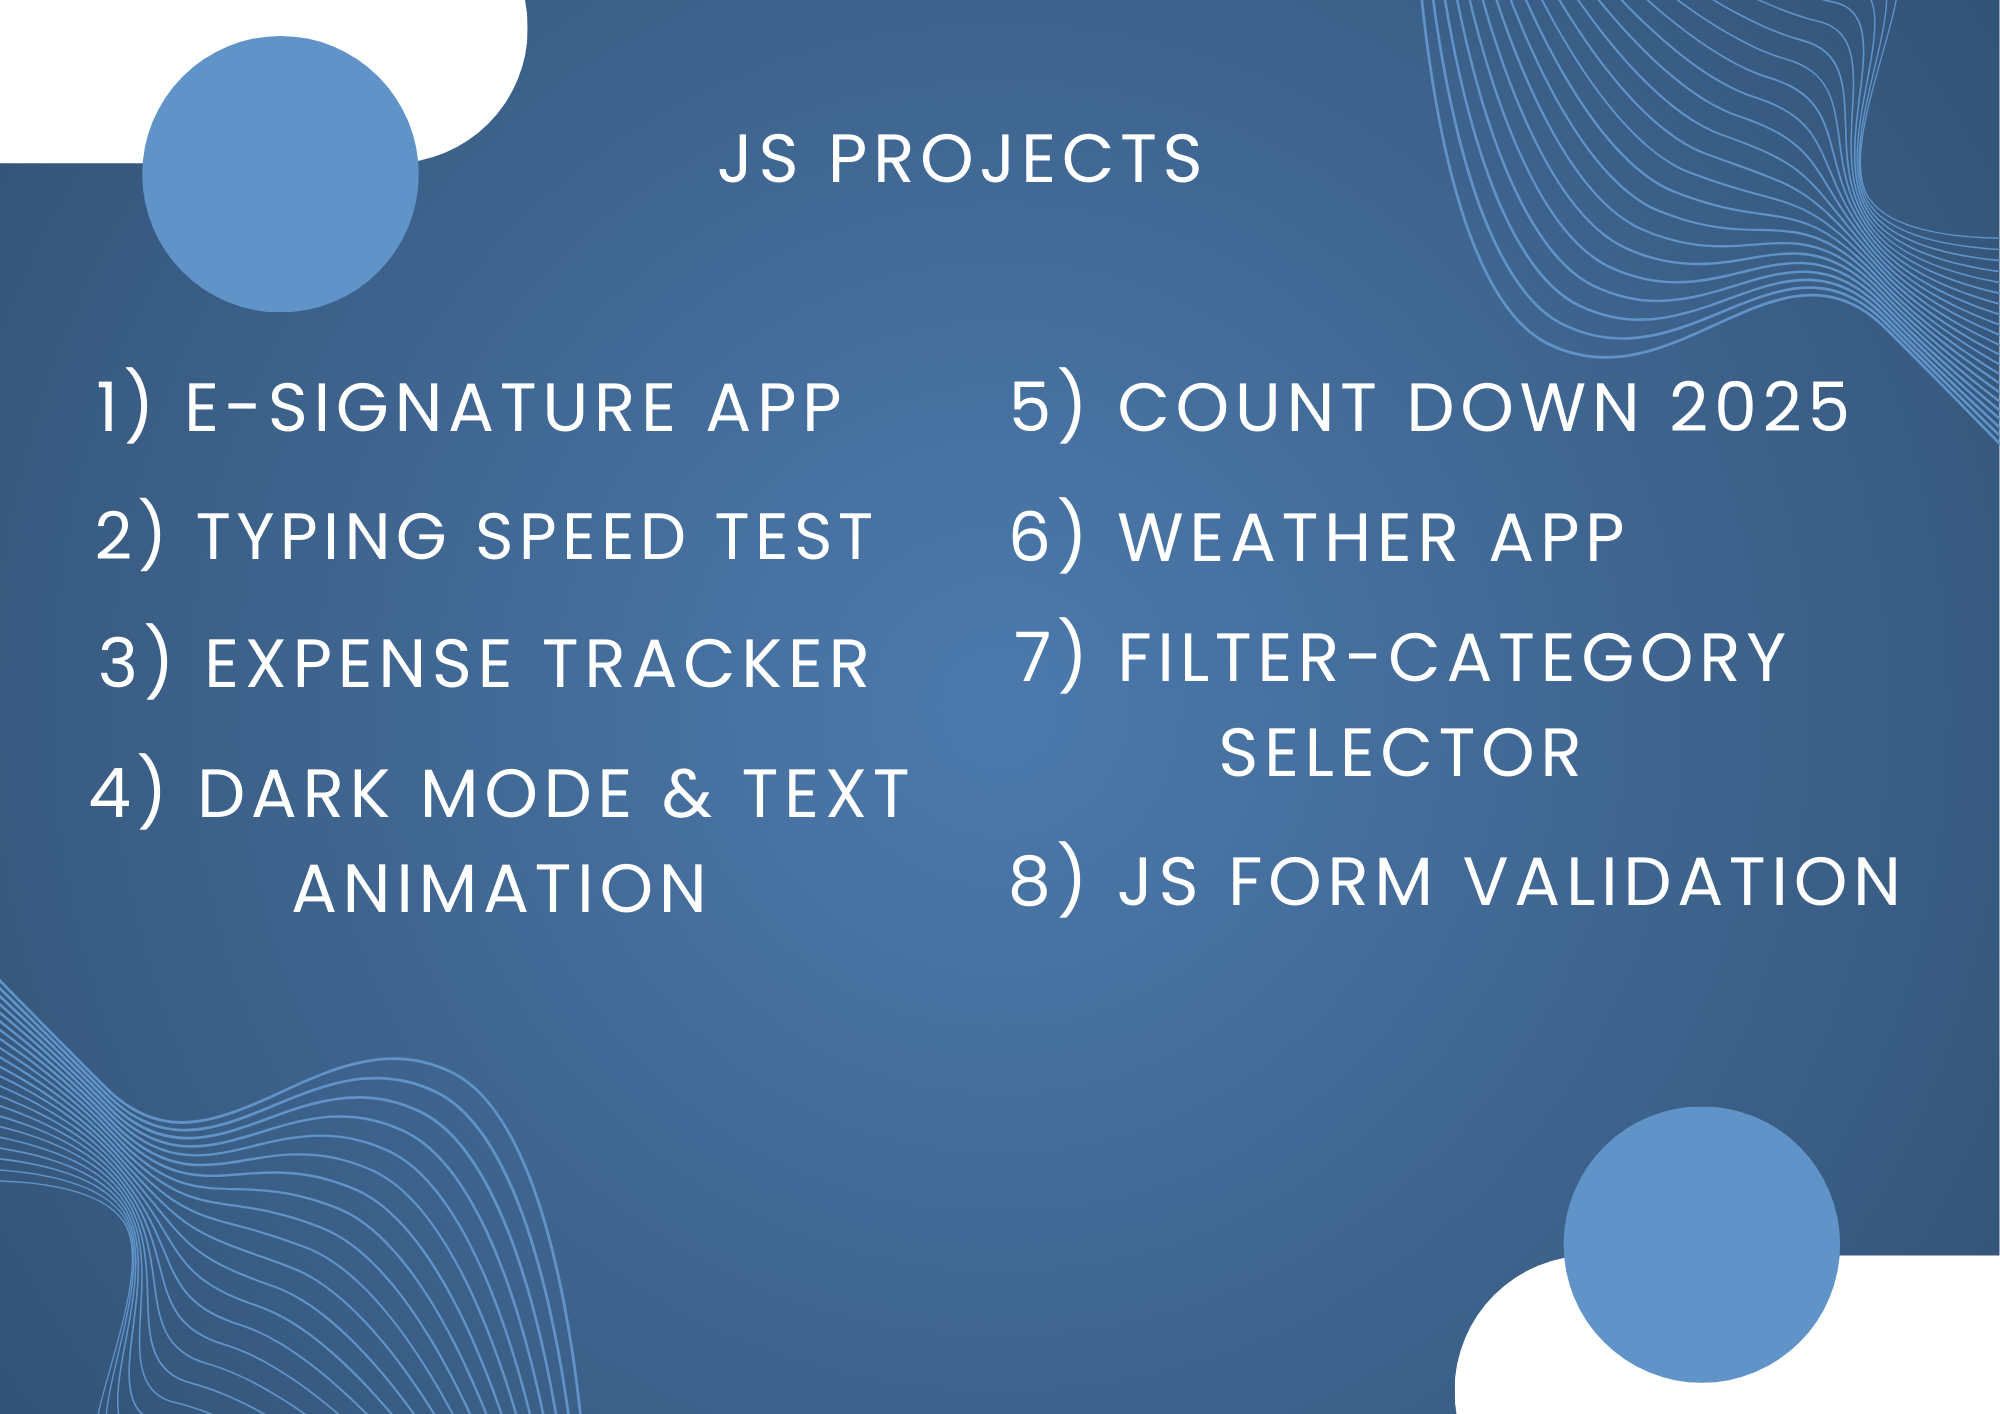 JS PROJECTS
1) E-SIGNATURE APP
2) TYPING SPEED TEST
3) EXPENSE TRACKER
4) DARK MODE & TEXT
ANIMATION
5) COUNT DOWN 2025
6) WEATHER APP
7) FILTER-CATEGORY
SELECTOR
8) JS FORM VALIDATION